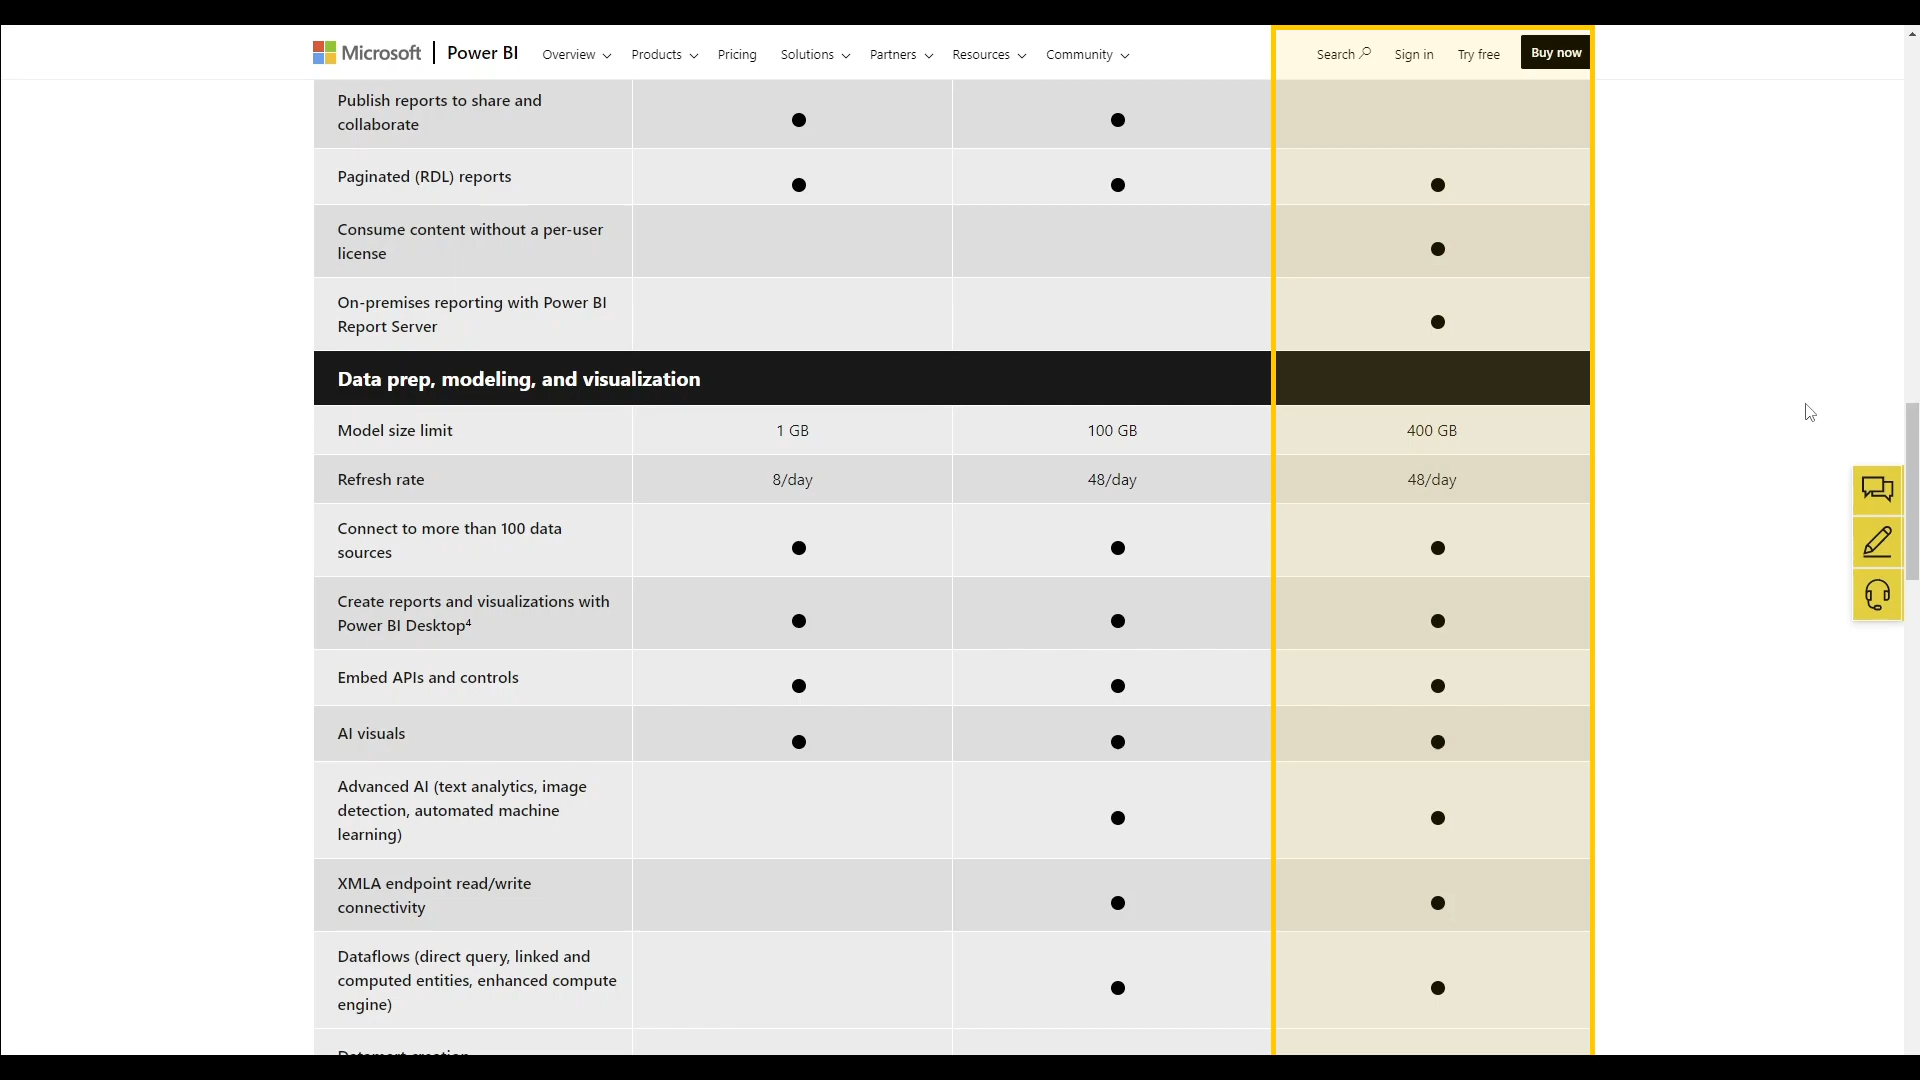 Microsoft | Power BI Overview Products Pricing Solutions Partners Resources Community Search Sign in Try free Buy now
Publish reports to share and
collaborate
Paginated (RDL) reports
Consume content without a per-user
license
On-premises reporting with Power BI
Report Server
Data prep, modeling, and visualization
Model size limit 1 GB 100 GB 400 GB
Refresh rate 8/day 48/day 48/day
Connect to more than 100 data
sources
Create reports and visualizations with
Power BI Desktop⁴
Embed APIs and controls
AI visuals
Advanced AI (text analytics, image
detection, automated machine
learning)
XMLA endpoint read/write
connectivity
Dataflows (direct query, linked and
computed entities, enhanced compute
engine)